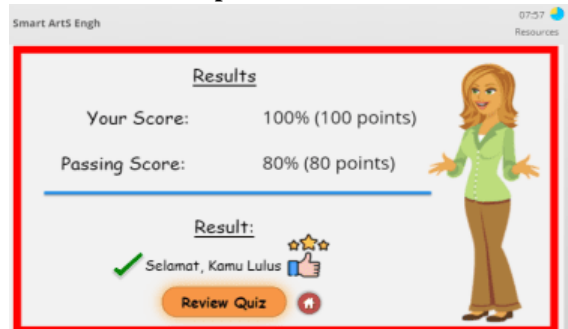 Smart ArtS Engh
07:57
Resources
Results
Your Score: 100% (100 points)
Passing Score: 80% (80 points)
Result:
Selamat, Kamu Lulus
Review Quiz